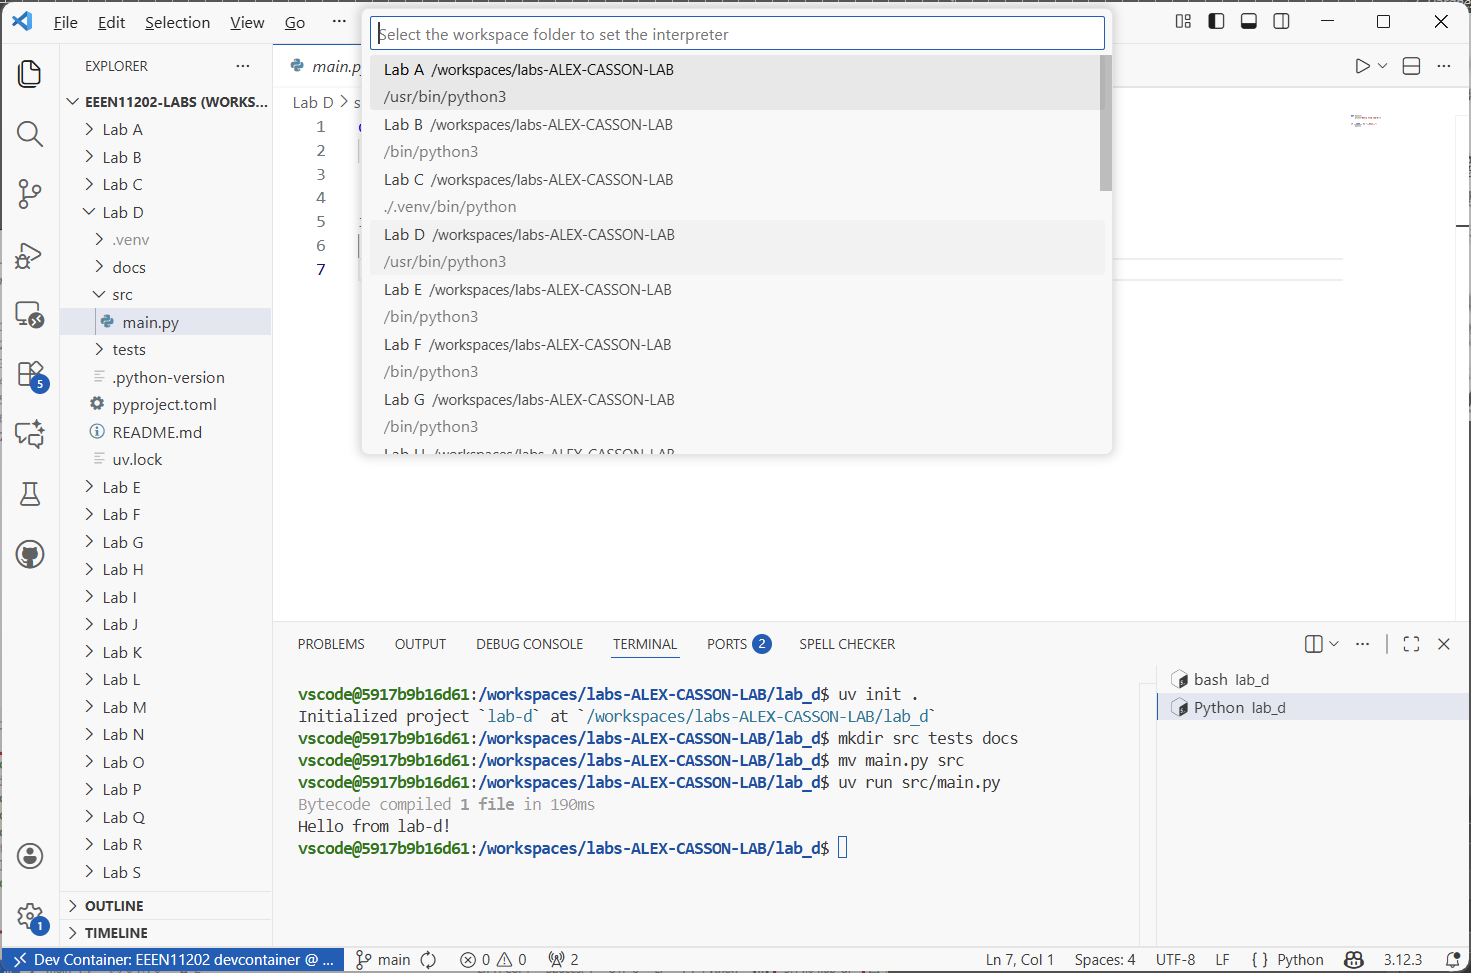 File Edit Selection View Go ...
Select the workspace folder to set the interpreter
Lab A /workspaces/labs-ALEX-CASSON-LAB
/usr/bin/python3
Lab B /workspaces/labs-ALEX-CASSON-LAB
/bin/python3
Lab C /workspaces/labs-ALEX-CASSON-LAB
./.venv/bin/python
Lab D /workspaces/labs-ALEX-CASSON-LAB
/usr/bin/python3
Lab E /workspaces/labs-ALEX-CASSON-LAB
/bin/python3
Lab F /workspaces/labs-ALEX-CASSON-LAB
/bin/python3
Lab G /workspaces/labs-ALEX-CASSON-LAB
/bin/python3
EXPLORER
EEEN11202-LABS (WORKS...
Lab A
Lab B
Lab C
Lab D
.venv
docs
src
main.py
tests
.python-version
pyproject.toml
README.md
uv.lock
Lab E
Lab F
Lab G
Lab H
Lab I
Lab J
Lab K
Lab L
Lab M
Lab N
Lab O
Lab P
Lab Q
Lab R
Lab S
OUTLINE
TIMELINE
5
1
main.p
Lab D > s
1
2
3
4
5
6
7
PROBLEMS OUTPUT DEBUG CONSOLE TERMINAL PORTS 2 SPELL CHECKER
vscode@5917b9b16d61:/workspaces/labs-ALEX-CASSON-LAB/lab_d$ uv init .
Initialized project `lab-d` at `/workspaces/labs-ALEX-CASSON-LAB/lab_d`
vscode@5917b9b16d61:/workspaces/labs-ALEX-CASSON-LAB/lab_d$ mkdir src tests docs
vscode@5917b9b16d61:/workspaces/labs-ALEX-CASSON-LAB/lab_d$ mv main.py src
vscode@5917b9b16d61:/workspaces/labs-ALEX-CASSON-LAB/lab_d$ uv run src/main.py
Bytecode compiled 1 file in 190ms
Hello from lab-d!
vscode@5917b9b16d61:/workspaces/labs-ALEX-CASSON-LAB/lab_d$
bash lab_d
Python lab_d
Dev Container: EEEN11202 devcontainer @ ... main 0 0 2 Ln 7, Col 1 Spaces: 4 UTF-8 LF { } Python 3.12.3